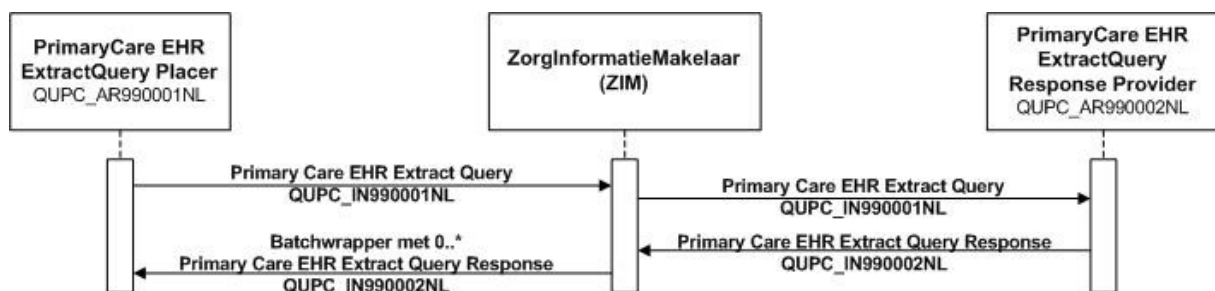 PrimaryCare EHR
ExtractQuery Placer
QUPC_AR990001NL
ZorgInformatieMakelaar
(ZIM)
PrimaryCare EHR
ExtractQuery
Response Provider
QUPC_AR990002NL
Primary Care EHR Extract Query
QUPC_IN990001NL
Primary Care EHR Extract Query
QUPC_IN990001NL
Batchwrapper met 0..*
Primary Care EHR Extract Query Response
QUPC_IN990002NL
Primary Care EHR Extract Query Response
QUPC_IN990002NL